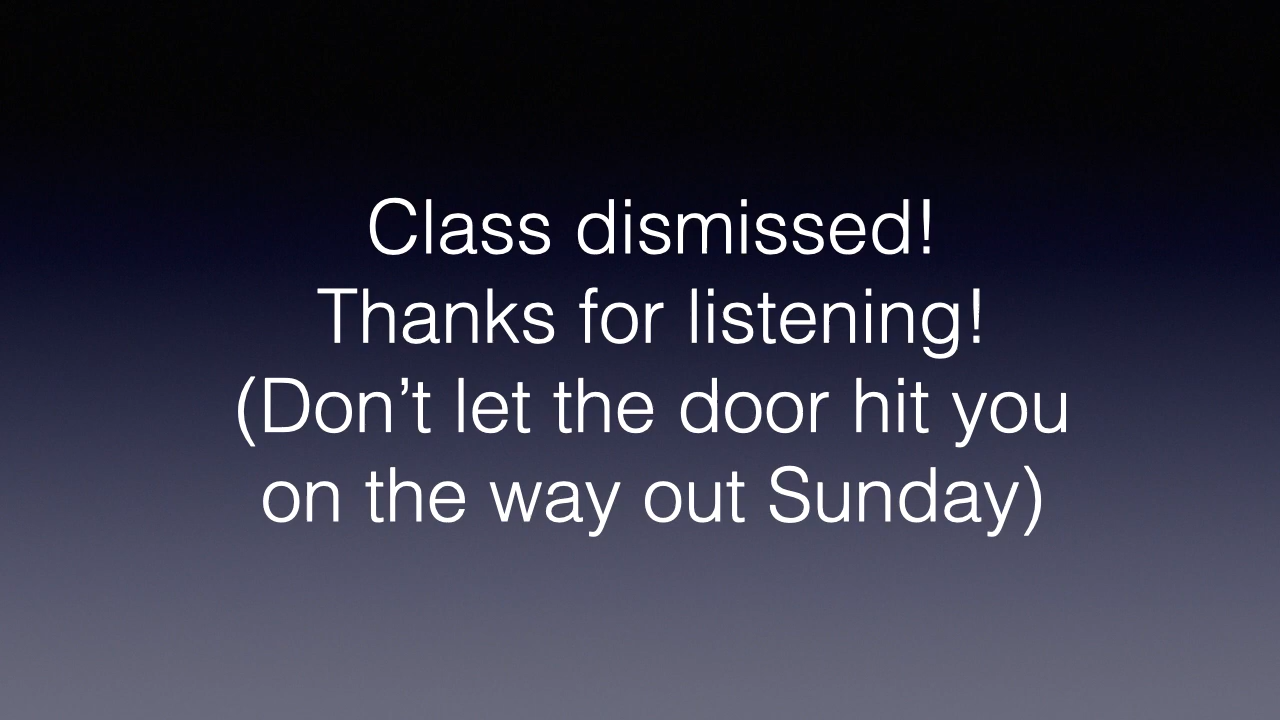 Class dismissed!
Thanks for listening!
(Don’t let the door hit you
on the way out Sunday)